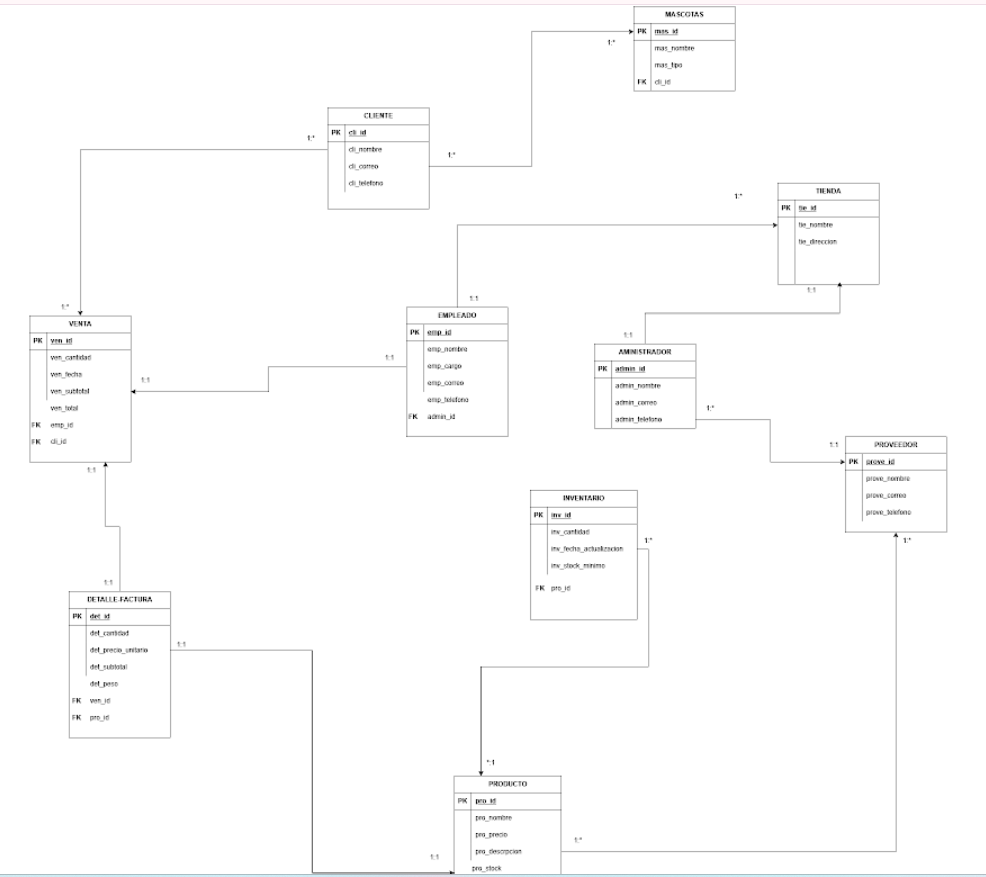 MASCOTAS
PK mas_id
mas_nombre
mas_tipo
FK cli_id
1:*
CLIENTE
PK cli_id
cli_nombre
cli_correo
cli_telefono
1:*
1:*
TIENDA
PK tie_id
tie_nombre
tie_direccion
1:*
1:1
EMPLEADO
PK emp_id
emp_nombre
emp_cargo
emp_correo
emp_telefono
FK admin_id
1:1
1:1
VENTA
PK ven_id
ven_cantidad
ven_fecha
ven_subtotal
ven_total
FK emp_id
FK cli_id
1:*
1:1
1:1
AMINISTRADOR
PK admin_id
admin_nombre
admin_correo
admin_telefono
1:1
1:*
PROVEEDOR
PK prove_id
prove_nombre
prove_correo
prove_telefono
1:1
1:*
INVENTARIO
PK inv_id
inv_cantidad
inv_fecha_actualizacion
inv_stock_minimo
FK pro_id
1:*
DETALLE-FACTURA
PK det_id
det_cantidad
det_precio_unitario
det_subtotal
det_peso
FK ven_id
FK pro_id
1:1
1:1
PRODUCTO
PK pro_id
pro_nombre
pro_precio
pro_descrpcion
pro_stock
*:1
1:1
1:*